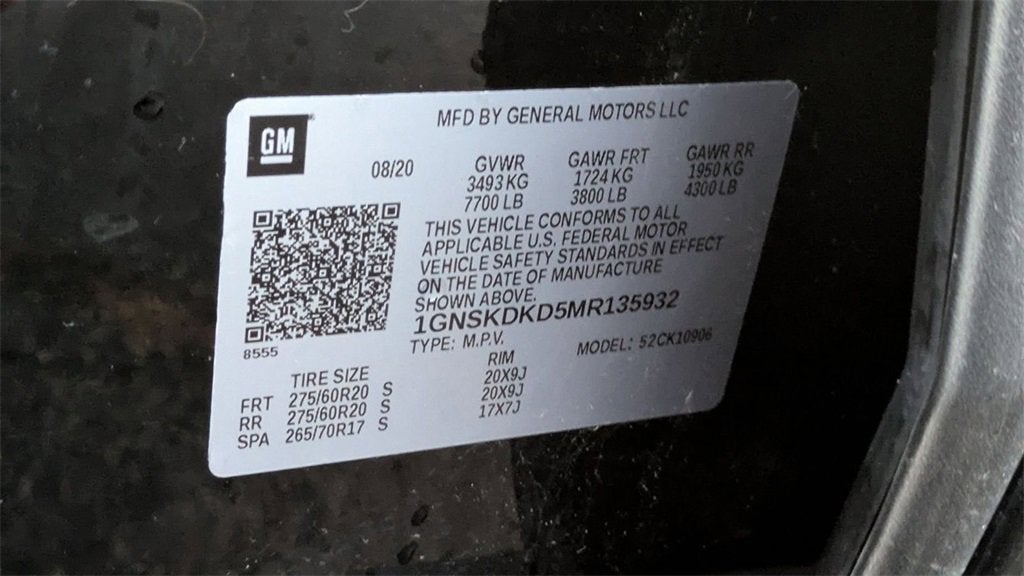 GM
MFD BY GENERAL MOTORS LLC
08/20
GVWR GAWR FRT GAWR RR
3493 KG 1724 KG 1950 KG
7700 LB 3800 LB 4300 LB
THIS VEHICLE CONFORMS TO ALL
APPLICABLE U.S. FEDERAL MOTOR
VEHICLE SAFETY STANDARDS IN EFFECT
ON THE DATE OF MANUFACTURE
SHOWN ABOVE.
1GNSKDKD5MR135932
8555
TYPE: M.P.V. MODEL: 52CK10906
TIRE SIZE RIM
FRT 275/60R20 S 20X9J
RR 275/60R20 S 20X9J
SPA 265/70R17 S 17X7J